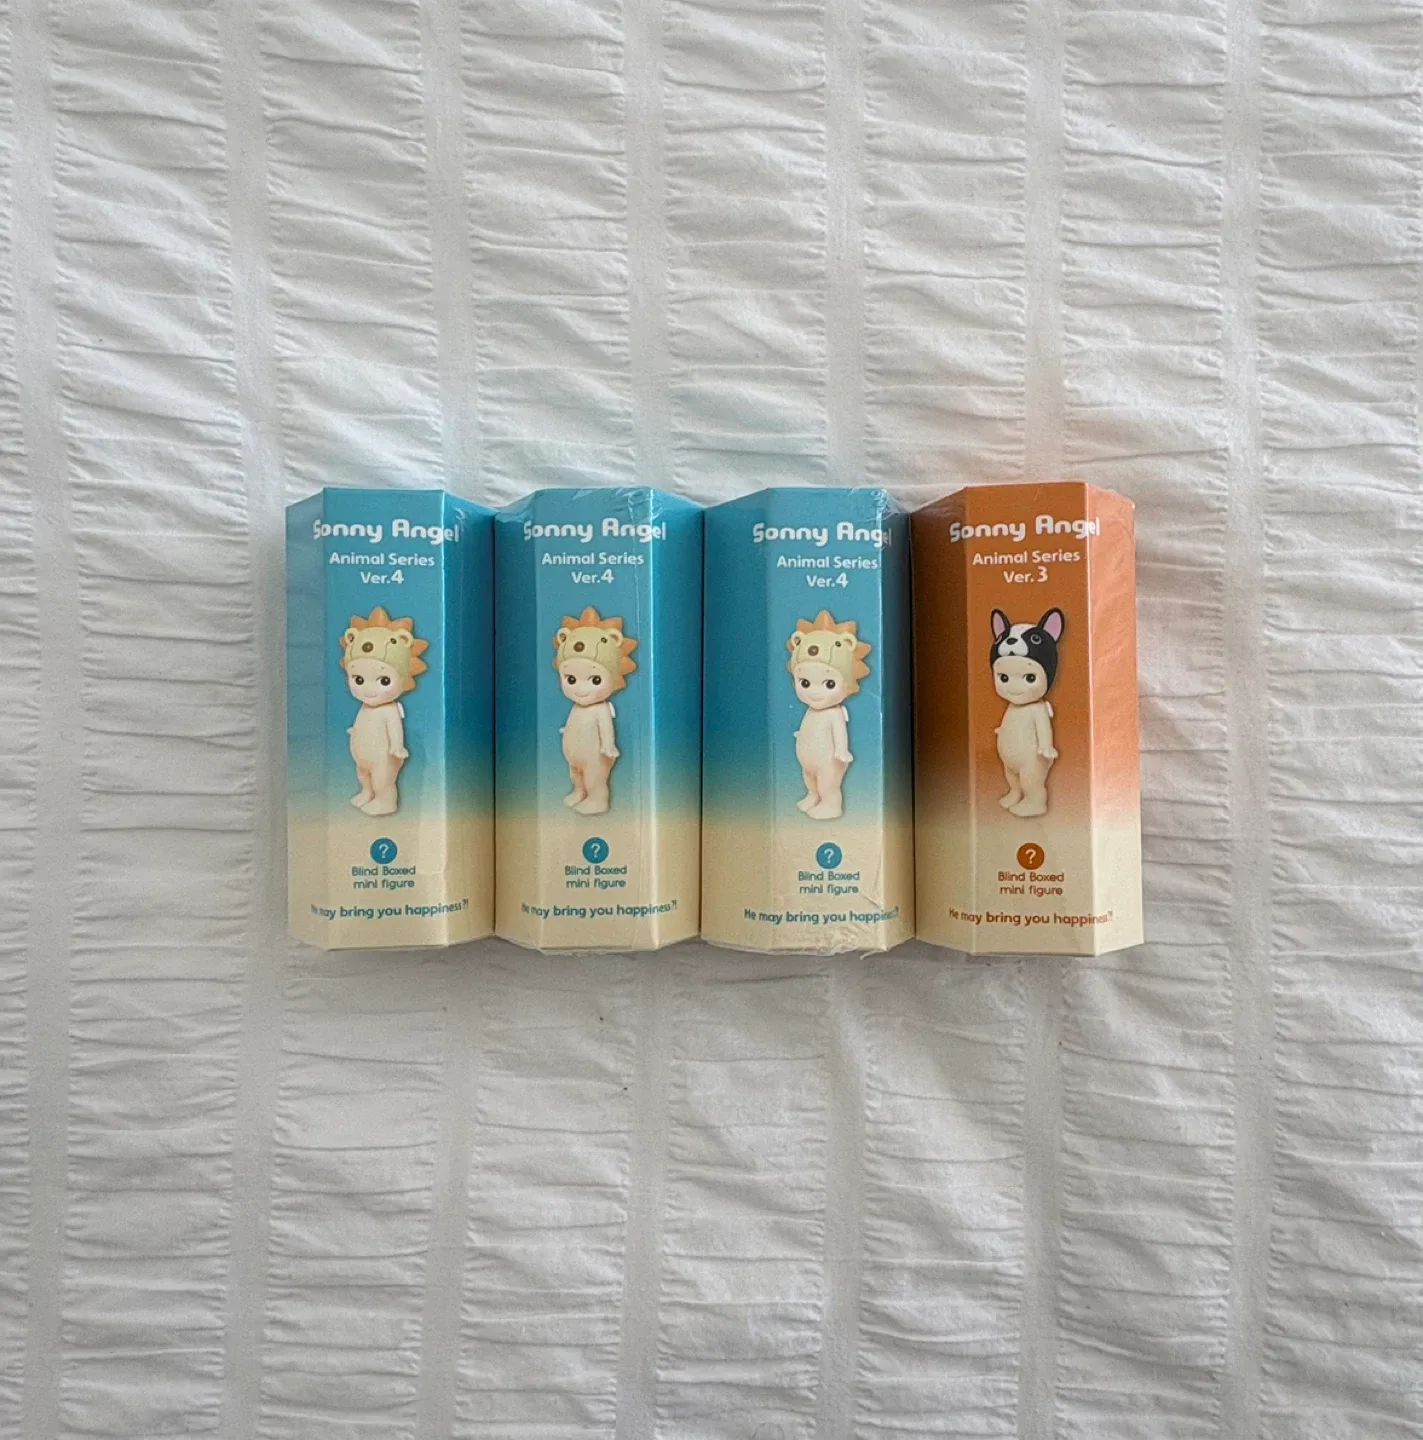 Sonny Angel
Animal Series
Ver.4
?
Blind Boxed
mini figure
He may bring you happiness?!
Sonny Angel
Animal Series
Ver.4
?
Blind Boxed
mini figure
He may bring you happiness?!
Sonny Angel
Animal Series
Ver.4
?
Blind Boxed
mini figure
He may bring you happiness?!
Sonny Angel
Animal Series
Ver.3
?
Blind Boxed
mini figure
He may bring you happiness?!